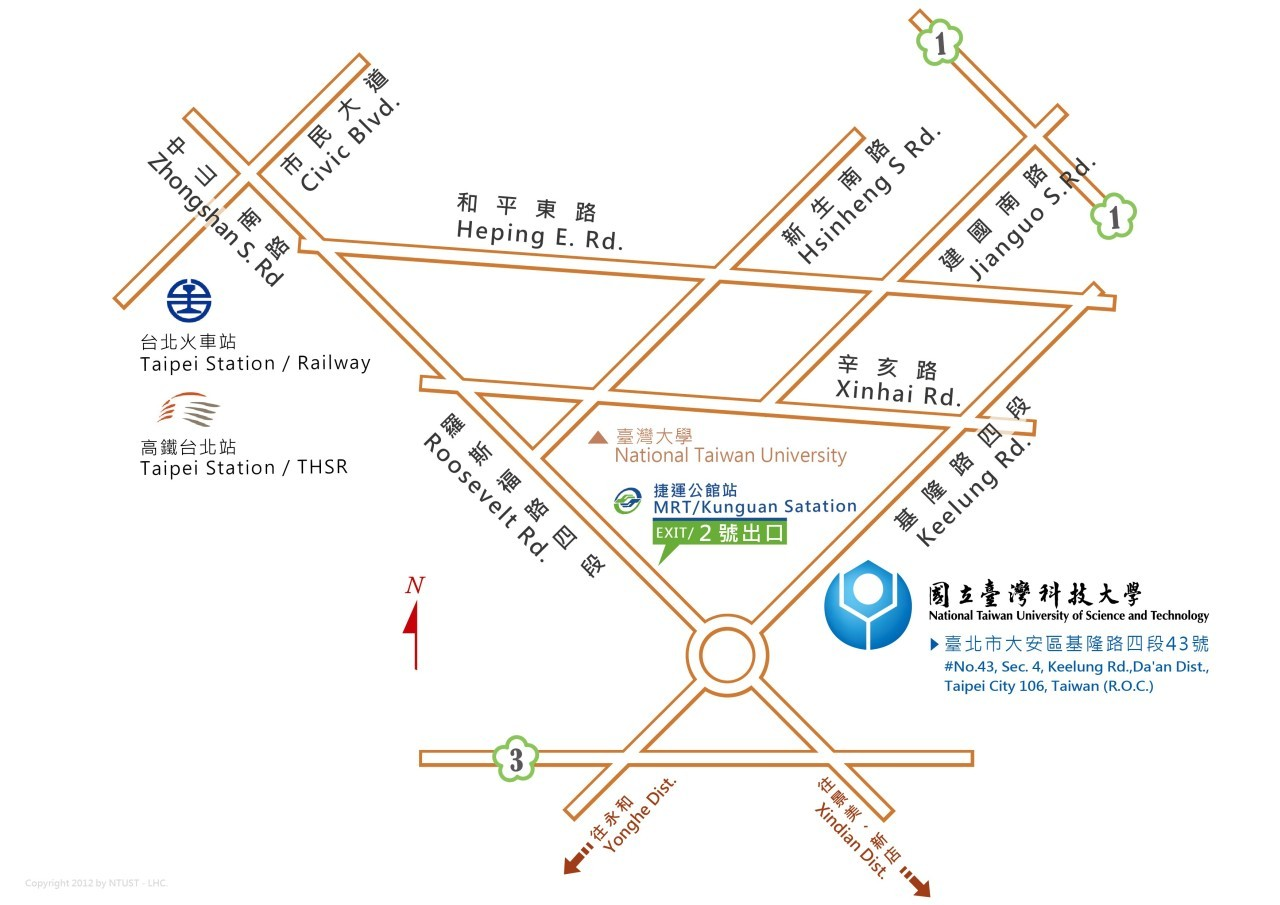 1
市民大道
Civic Blvd.
中山南路
Zhongshan S. Rd
和平東路
Heping E. Rd.
新生南路
Hsinheng S Rd.
建國南路
Jianguo S.Rd.
1
台北火車站
Taipei Station / Railway
高鐵台北站
Taipei Station / THSR
辛亥路
Xinhai Rd.
羅斯福路四段
Roosevelt Rd.
臺灣大學
National Taiwan University
捷運公館站
MRT/Kunguan Satation
EXIT/ 2 號出口
基隆路四段
Keelung Rd.
N
國立臺灣科技大學
National Taiwan University of Science and Technology
臺北市大安區基隆路四段43號
#No.43, Sec. 4, Keelung Rd.,Da'an Dist.,
Taipei City 106, Taiwan (R.O.C.)
3
往永和
Yonghe Dist.
往景美、新店
Xindian Dist.
Copyright 2012 by NTUST - LHC